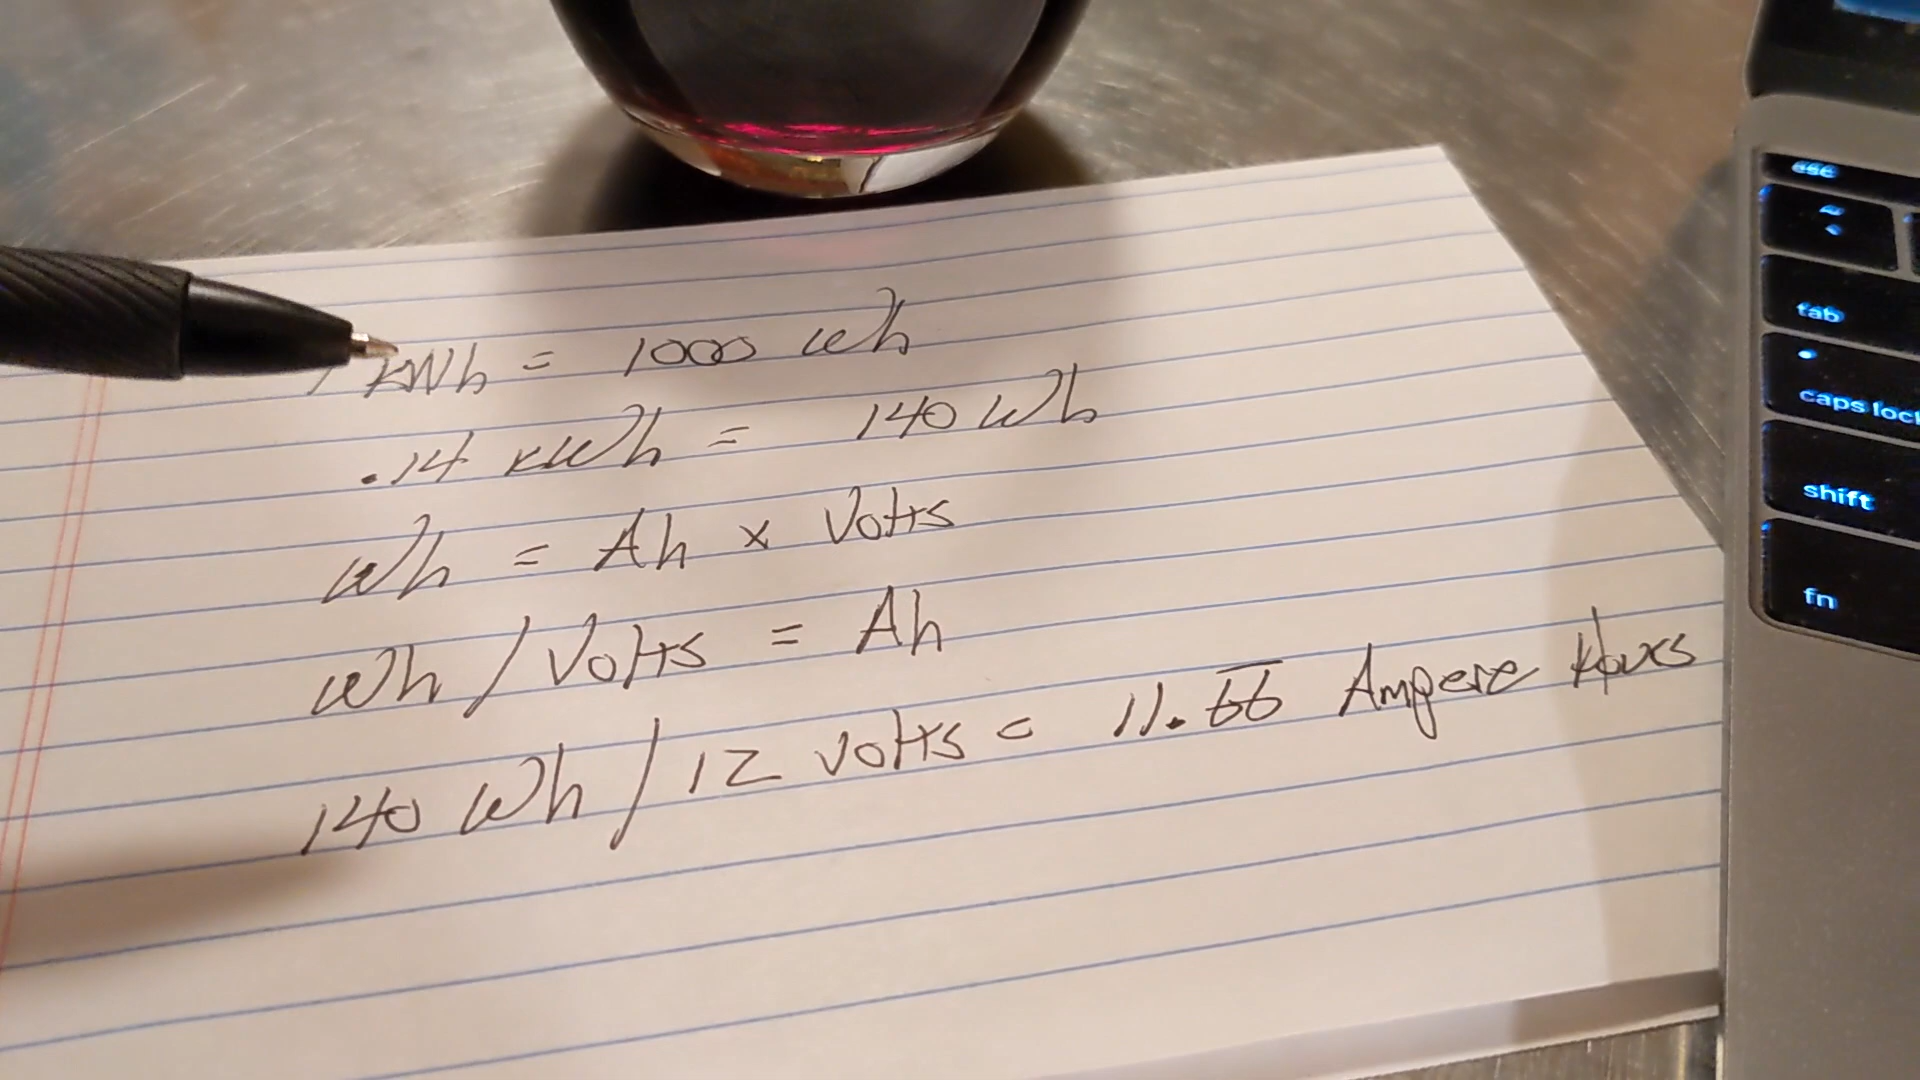 1 kWh = 1000 Wh
.14 kWh = 140 Wh
Wh = Ah x Volts
Wh / Volts = Ah
140 Wh / 12 volts = 11.66 Ampere Hours
esc
~
`
tab
caps lock
shift
fn